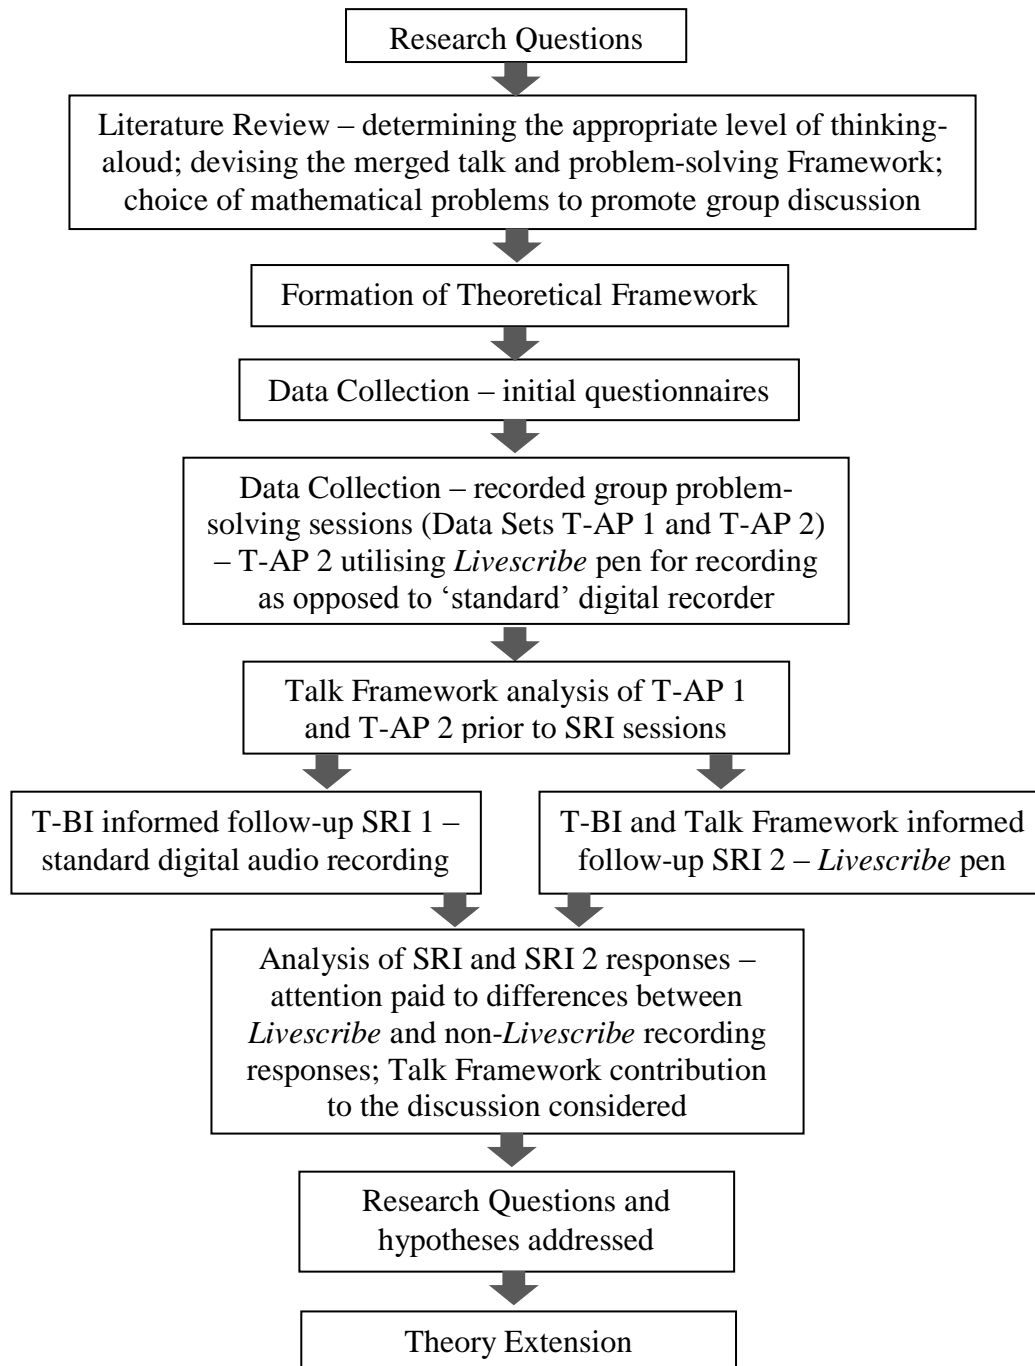 Research Questions
Literature Review – determining the appropriate level of thinking-
aloud; devising the merged talk and problem-solving Framework;
choice of mathematical problems to promote group discussion
Formation of Theoretical Framework
Data Collection – initial questionnaires
Data Collection – recorded group problem-
solving sessions (Data Sets T-AP 1 and T-AP 2)
– T-AP 2 utilising Livescribe pen for recording
as opposed to ‘standard’ digital recorder
Talk Framework analysis of T-AP 1
and T-AP 2 prior to SRI sessions
T-BI informed follow-up SRI 1 –
standard digital audio recording
T-BI and Talk Framework informed
follow-up SRI 2 – Livescribe pen
Analysis of SRI and SRI 2 responses –
attention paid to differences between
Livescribe and non-Livescribe recording
responses; Talk Framework contribution
to the discussion considered
Research Questions and
hypotheses addressed
Theory Extension